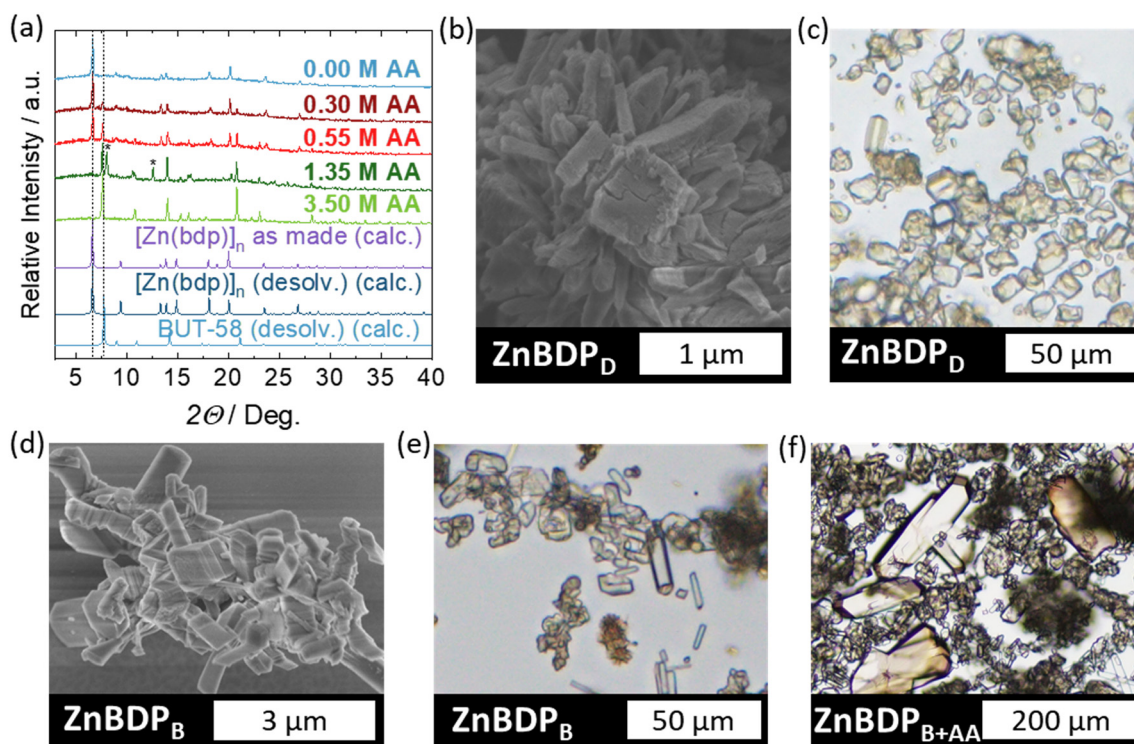 (a)
Relative Intenisty / a.u.
0.00 M AA
0.30 M AA
0.55 M AA
* *
1.35 M AA
3.50 M AA
[Zn(bdp)]n as made (calc.)
[Zn(bdp)]n (desolv.) (calc.)
BUT-58 (desolv.) (calc.)
5 10 15 20 25 30 35 40
2Θ / Deg.
(b)
ZnBDPD 1 μm
(c)
ZnBDPD 50 μm
(d)
ZnBDPB 3 μm
(e)
ZnBDPB 50 μm
(f)
ZnBDPB+AA 200 μm